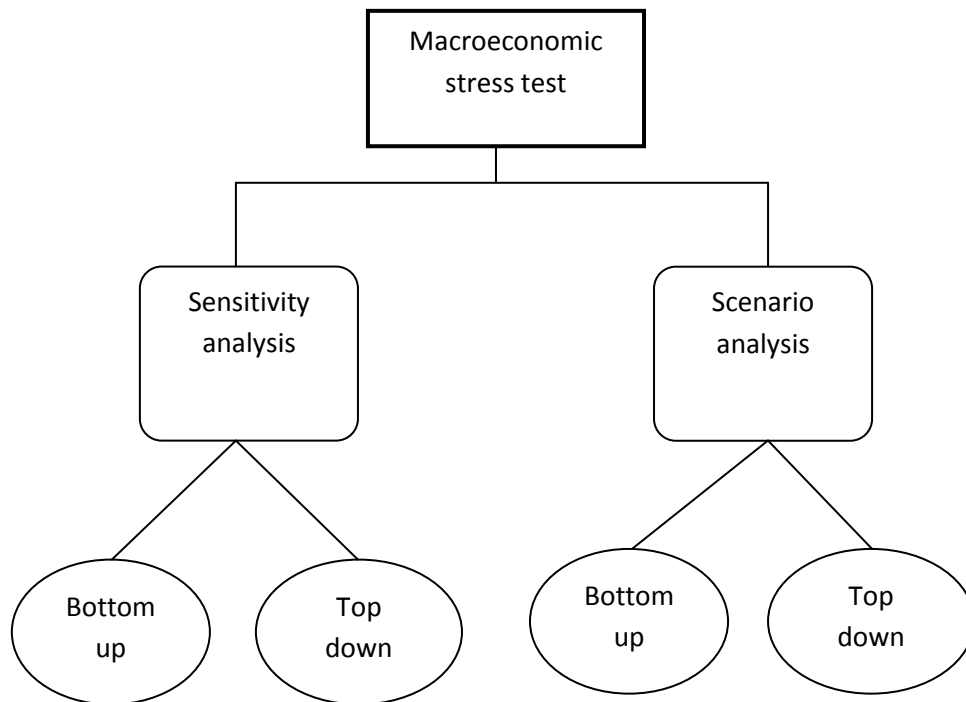 Macroeconomic
stress test
Sensitivity
analysis
Scenario
analysis
Bottom
up
Top
down
Bottom
up
Top
down